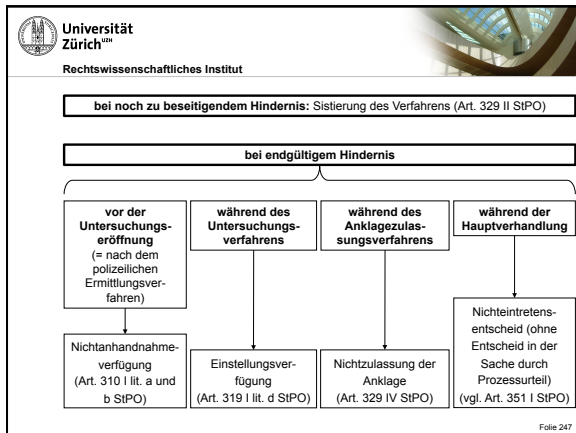 Universität
Zürich UZH
Rechtswissenschaftliches Institut
bei noch zu beseitigendem Hindernis: Sistierung des Verfahrens (Art. 329 II StPO)
bei endgültigem Hindernis
vor der
Untersuchungs-
eröffnung
(= nach dem
polizeilichen
Ermittlungsver-
fahren)
während des
Untersuchungs-
verfahrens
während des
Anklagezulas-
sungsverfahrens
während der
Hauptverhandlung
Nichtanhandnahme-
verfügung
(Art. 310 I lit. a und
b StPO)
Einstellungsver-
fügung
(Art. 319 I lit. d StPO)
Nichtzulassung der
Anklage
(Art. 329 IV StPO)
Nichteintretens-
entscheid (ohne
Entscheid in der
Sache durch
Prozessurteil)
(vgl. Art. 351 I StPO)
Folie 247